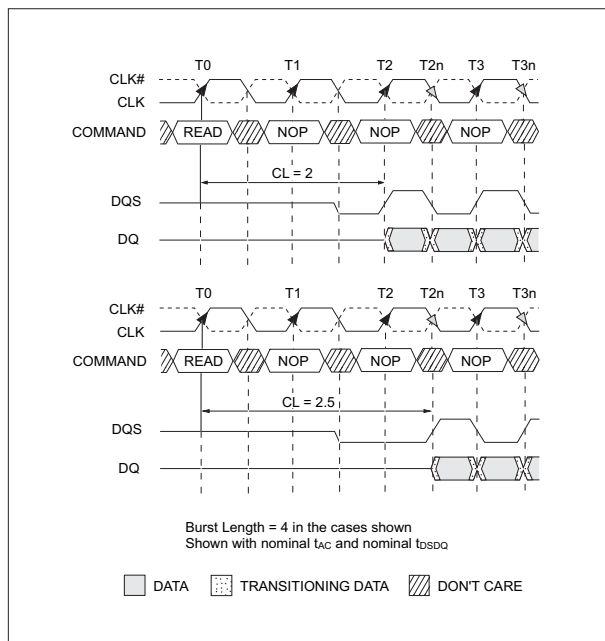 T0 T1 T2 T2n T3 T3n
CLK#
CLK
COMMAND READ NOP NOP NOP
CL = 2
DQS
DQ
T0 T1 T2 T2n T3 T3n
CLK#
CLK
COMMAND READ NOP NOP NOP
CL = 2.5
DQS
DQ
Burst Length = 4 in the cases shown
Shown with nominal tAC and nominal tDSDQ
DATA TRANSITIONING DATA DON'T CARE